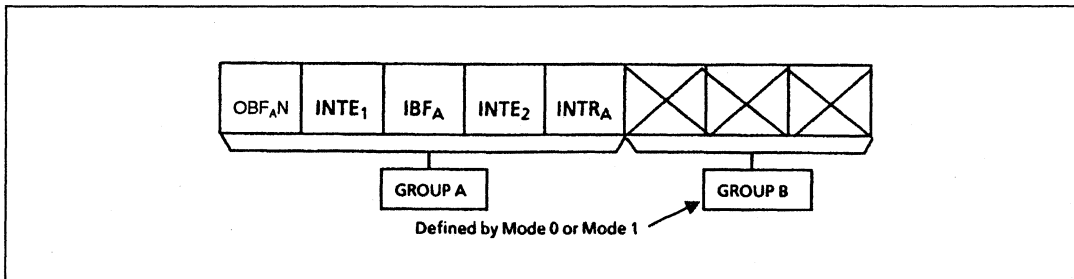 OBFAN INTE1 IBFA INTE2 INTRA
GROUP A GROUP B
Defined by Mode 0 or Mode 1